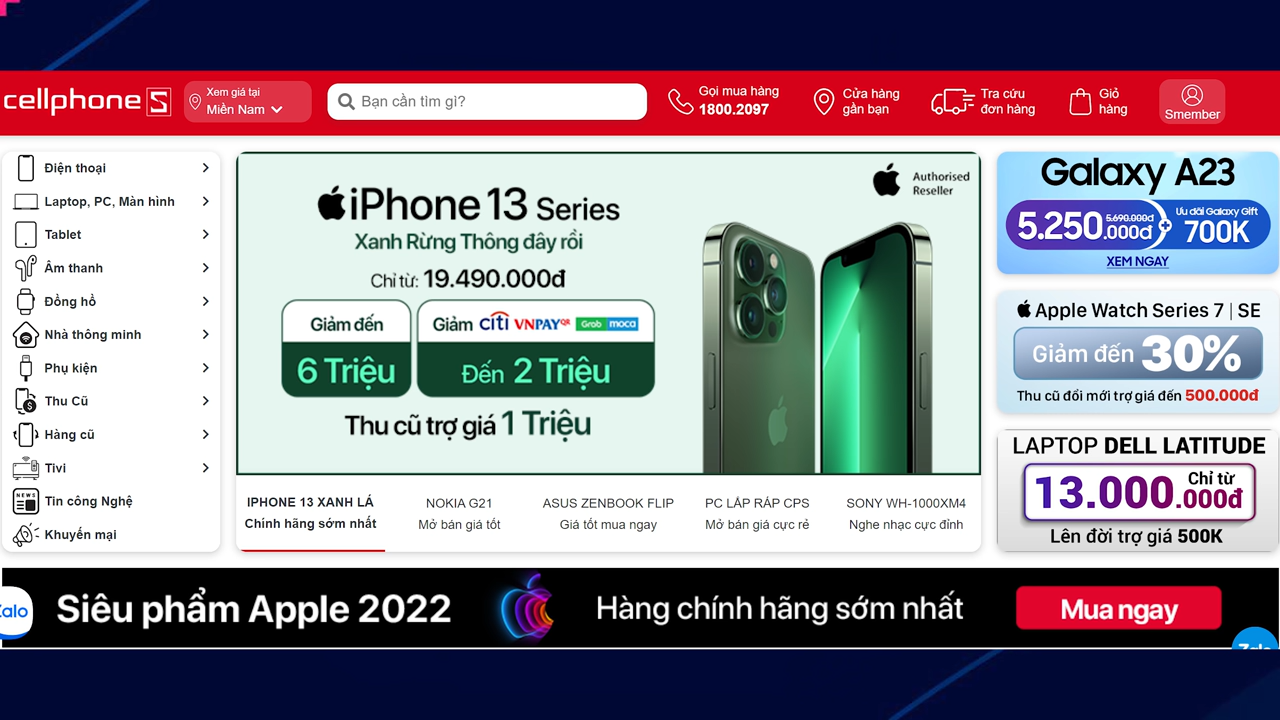 cellphoneS
Xem giá tại
Miền Nam
Bạn cần tìm gì?
Gọi mua hàng
1800.2097
Cửa hàng
gần bạn
Tra cứu
đơn hàng
Giỏ
hàng
Smember
Điện thoại
Laptop, PC, Màn hình
Tablet
Âm thanh
Đồng hồ
Nhà thông minh
Phụ kiện
Thu Cũ
Hàng cũ
Tivi
NEWS
Tin công Nghệ
Khuyến mại
Authorised
Reseller
iPhone 13 Series
Xanh Rừng Thông đây rồi
Chỉ từ: 19.490.000đ
Giảm đến
6 Triệu
Giảm citi VNPAYQR Grab moca
Đến 2 Triệu
Thu cũ trợ giá 1 Triệu
IPHONE 13 XANH LÁ
Chính hãng sớm nhất
NOKIA G21
Mở bán giá tốt
ASUS ZENBOOK FLIP
Giá tốt mua ngay
PC LẮP RÁP CPS
Mở bán giá cực rẻ
SONY WH-1000XM4
Nghe nhạc cực đỉnh
Galaxy A23
5.250.000đ
5.690.000đ
+
Ưu đãi Galaxy Gift
700K
XEM NGAY
Apple Watch Series 7 | SE
Giảm đến 30%
Thu cũ đổi mới trợ giá đến 500.000đ
LAPTOP DELL LATITUDE
Chỉ từ
13.000.000đ
Lên đời trợ giá 500K
Zalo
Siêu phẩm Apple 2022
Hàng chính hãng sớm nhất
Mua ngay
Zalo